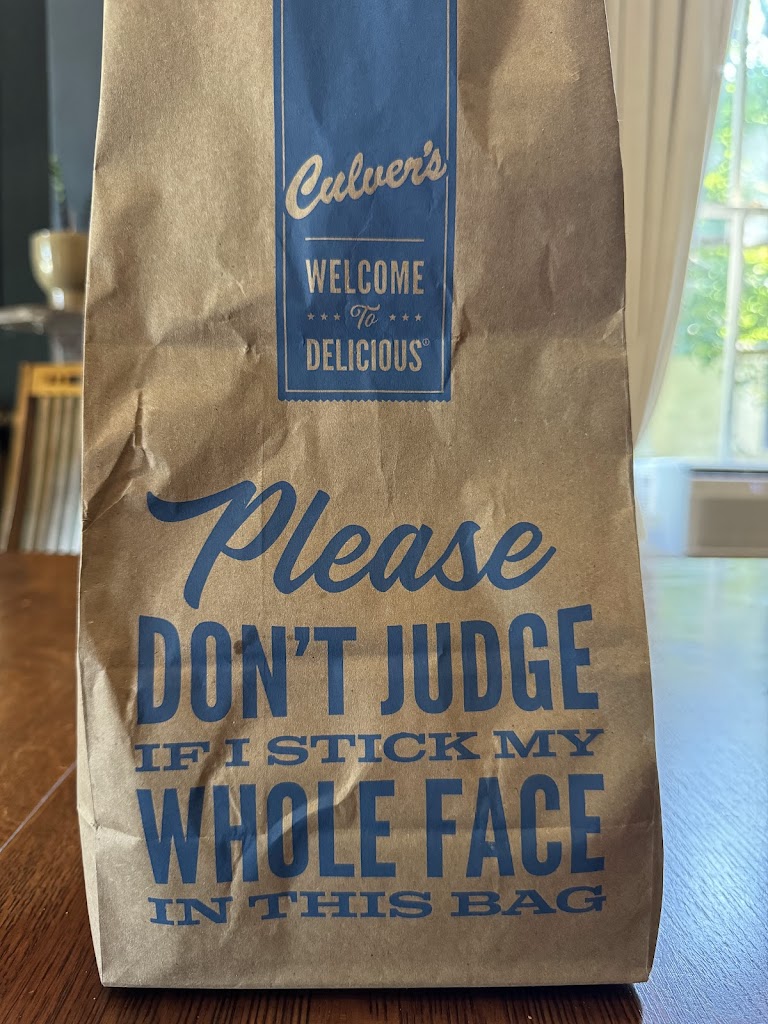 Culver's
WELCOME
To
DELICIOUS®
Please
DON'T JUDGE
IF I STICK MY
WHOLE FACE
IN THIS BAG